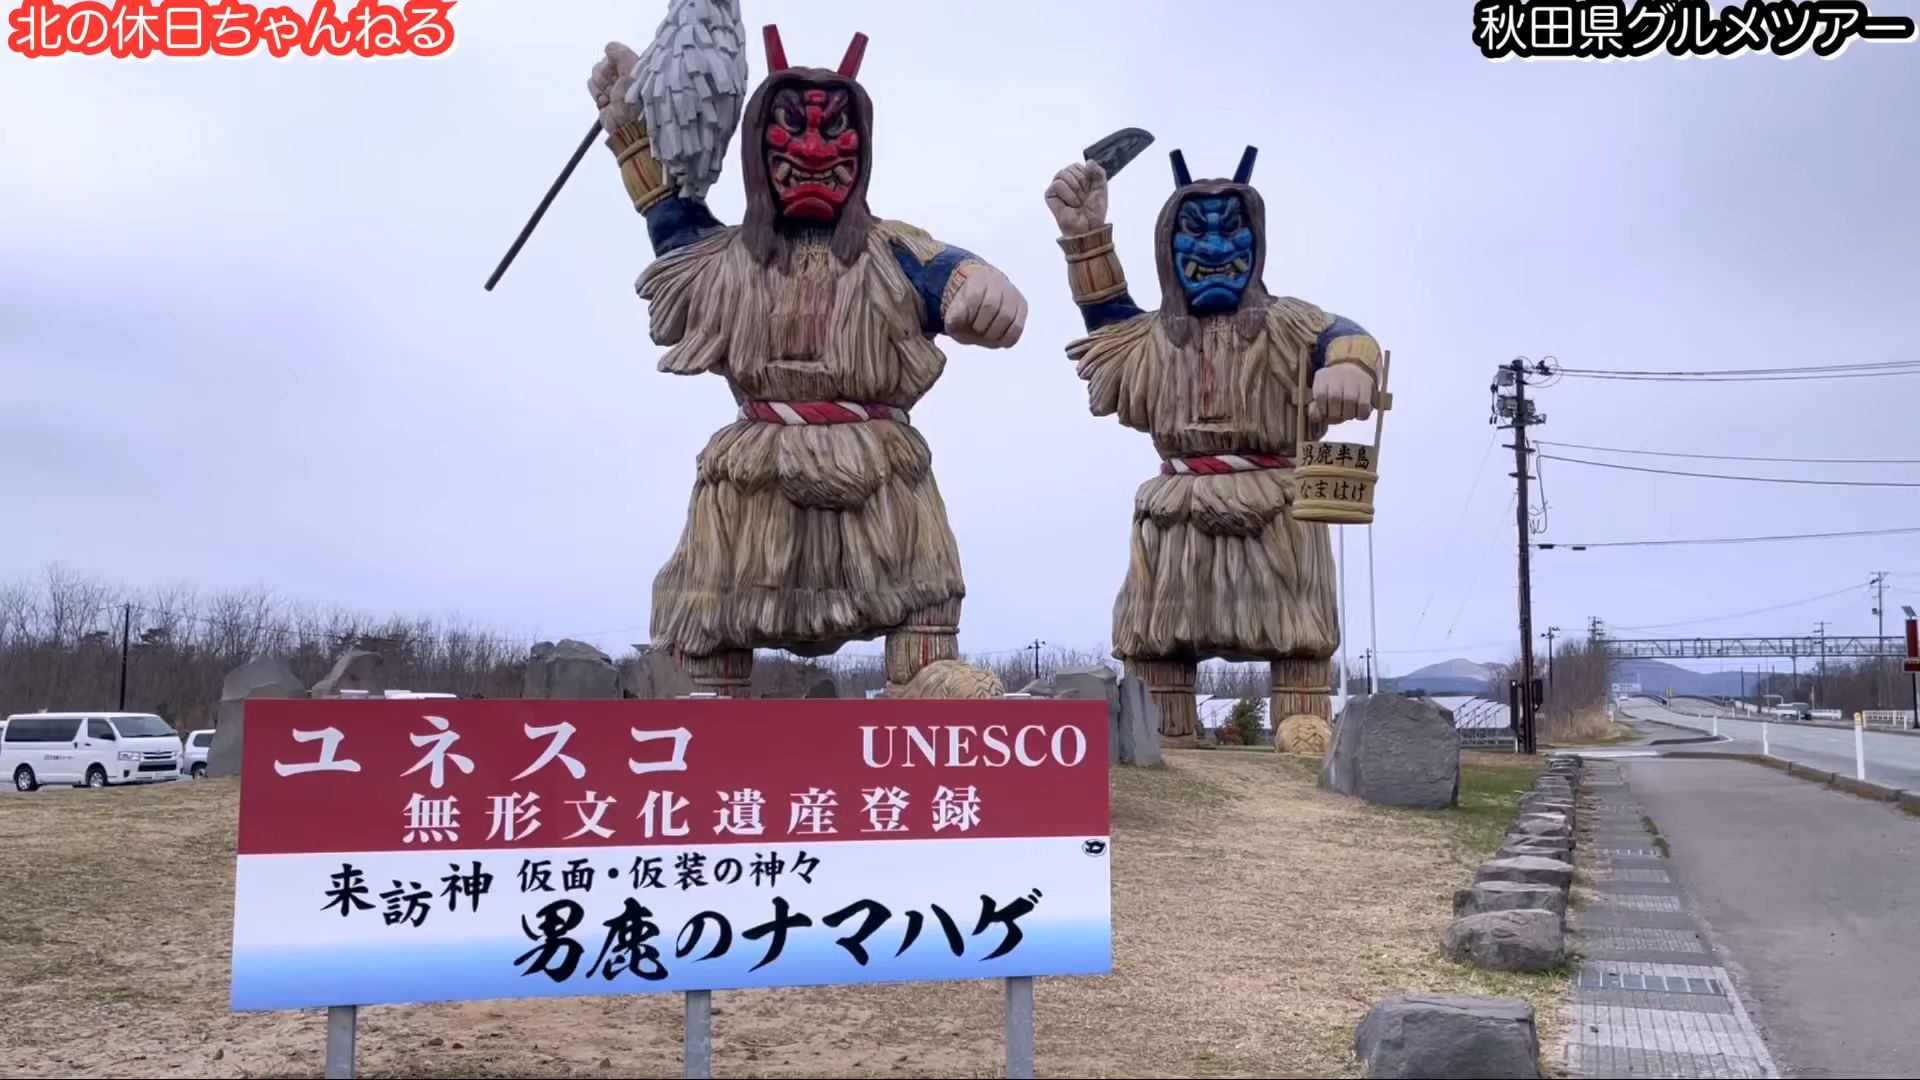 北の休日ちゃんねる
秋田県グルメツアー
男鹿半島
なまはげ
ユネスコ UNESCO
無形文化遺産登録
来訪神 仮面・仮装の神々
男鹿のナマハゲ